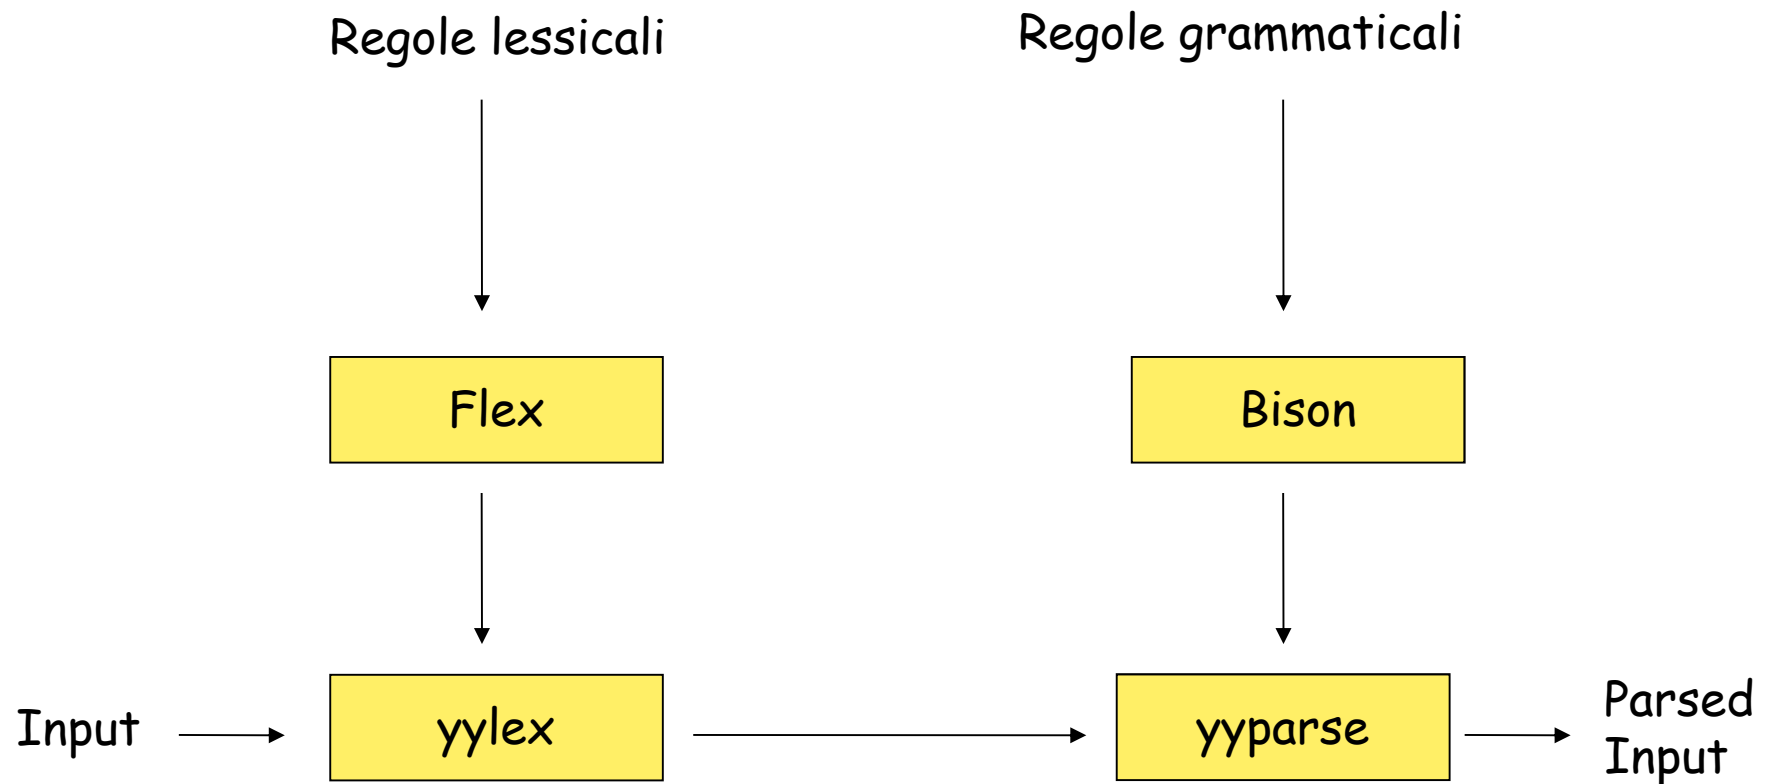 Regole lessicali
Regole grammaticali
Flex
Bison
Input
yylex
yyparse
Parsed
Input